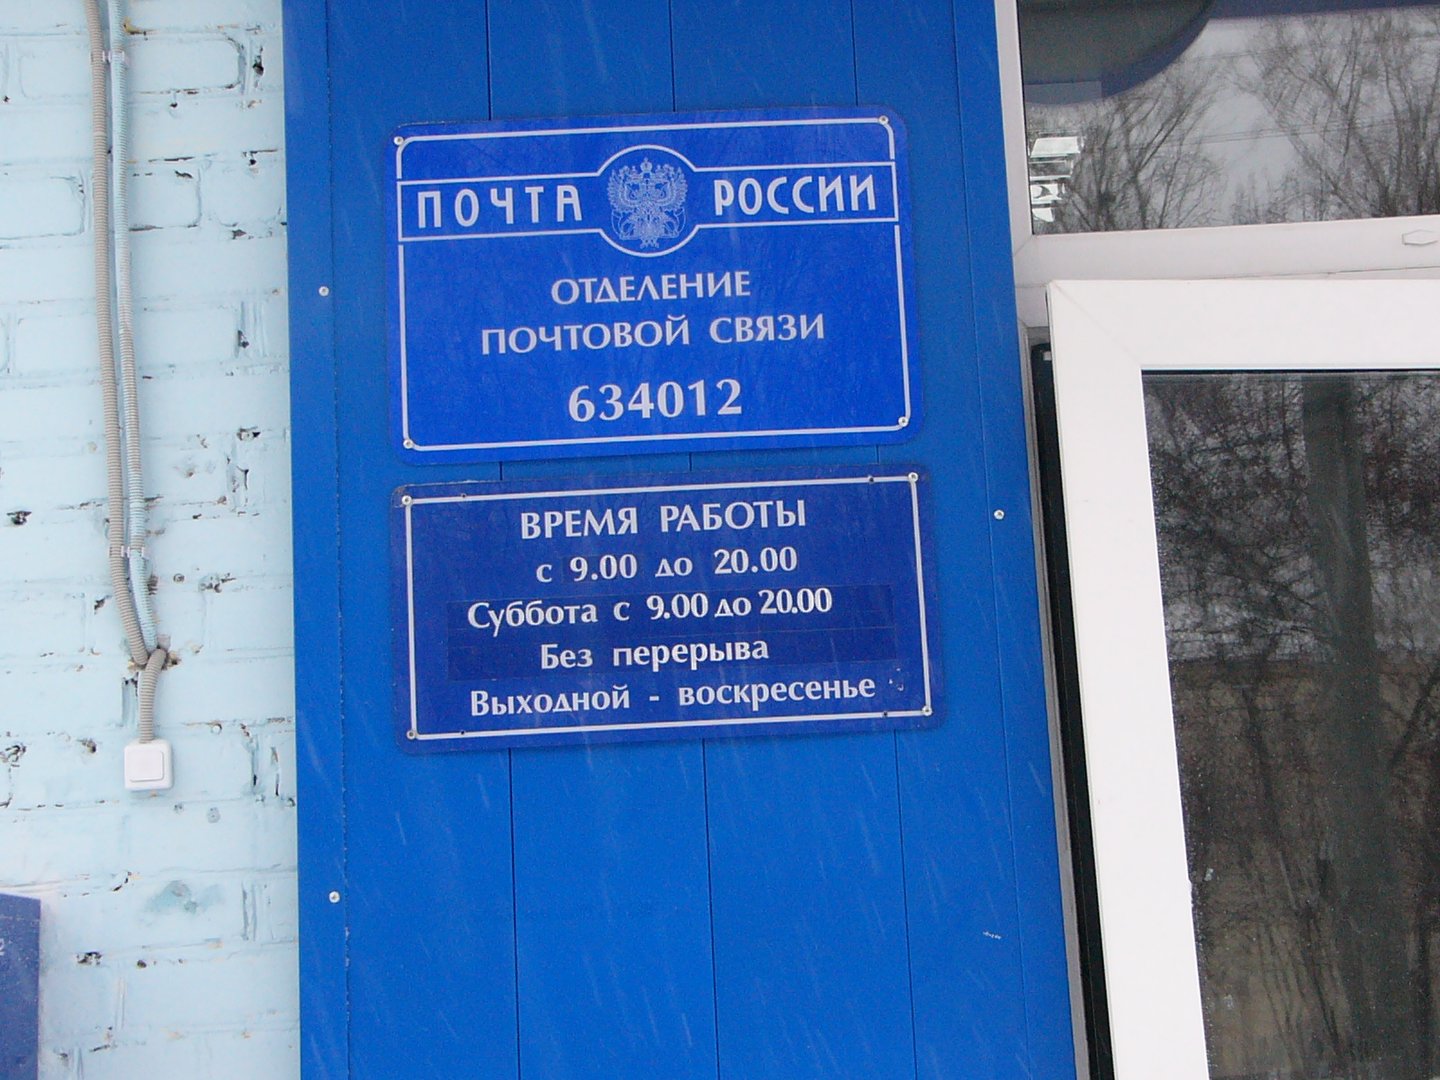 ПОЧТА РОССИИ
ОТДЕЛЕНИЕ
ПОЧТОВОЙ СВЯЗИ
634012
ВРЕМЯ РАБОТЫ
с 9.00 до 20.00
Суббота с 9.00 до 20.00
Без перерыва
Выходной - воскресенье